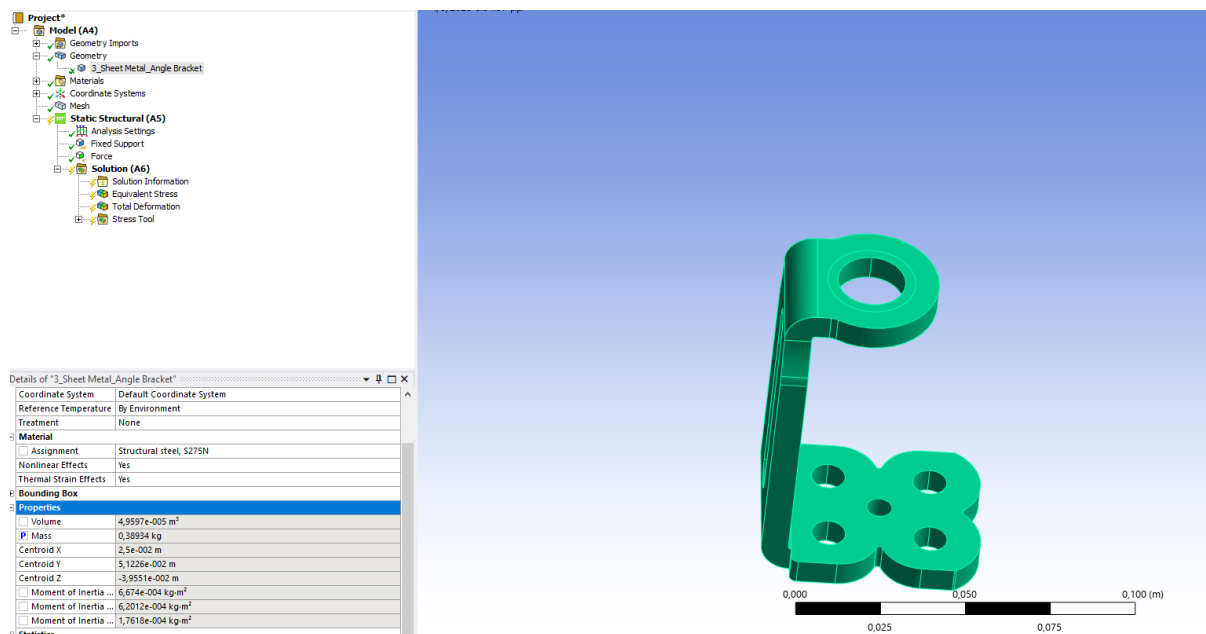 Project*
Model (A4)
Geometry Imports
Geometry
3_Sheet Metal_Angle Bracket
Materials
Coordinate Systems
Mesh
Static Structural (A5)
Analysis Settings
Fixed Support
Force
Solution (A6)
Solution Information
Equivalent Stress
Total Deformation
Stress Tool
Details of "3_Sheet Metal_Angle Bracket"
Coordinate System Default Coordinate System
Reference Temperature By Environment
Treatment None
Material
Assignment Structural steel, S275N
Nonlinear Effects Yes
Thermal Strain Effects Yes
Bounding Box
Properties
Volume 4,9597e-005 m³
P Mass 0,38934 kg
Centroid X 2,5e-002 m
Centroid Y 5,1226e-002 m
Centroid Z -3,9551e-002 m
Moment of Inertia ... 6,674e-004 kg·m²
Moment of Inertia ... 6,2012e-004 kg·m²
Moment of Inertia ... 1,7618e-004 kg·m²
Statistics
0,000 0,050 0,100 (m)
0,025 0,075